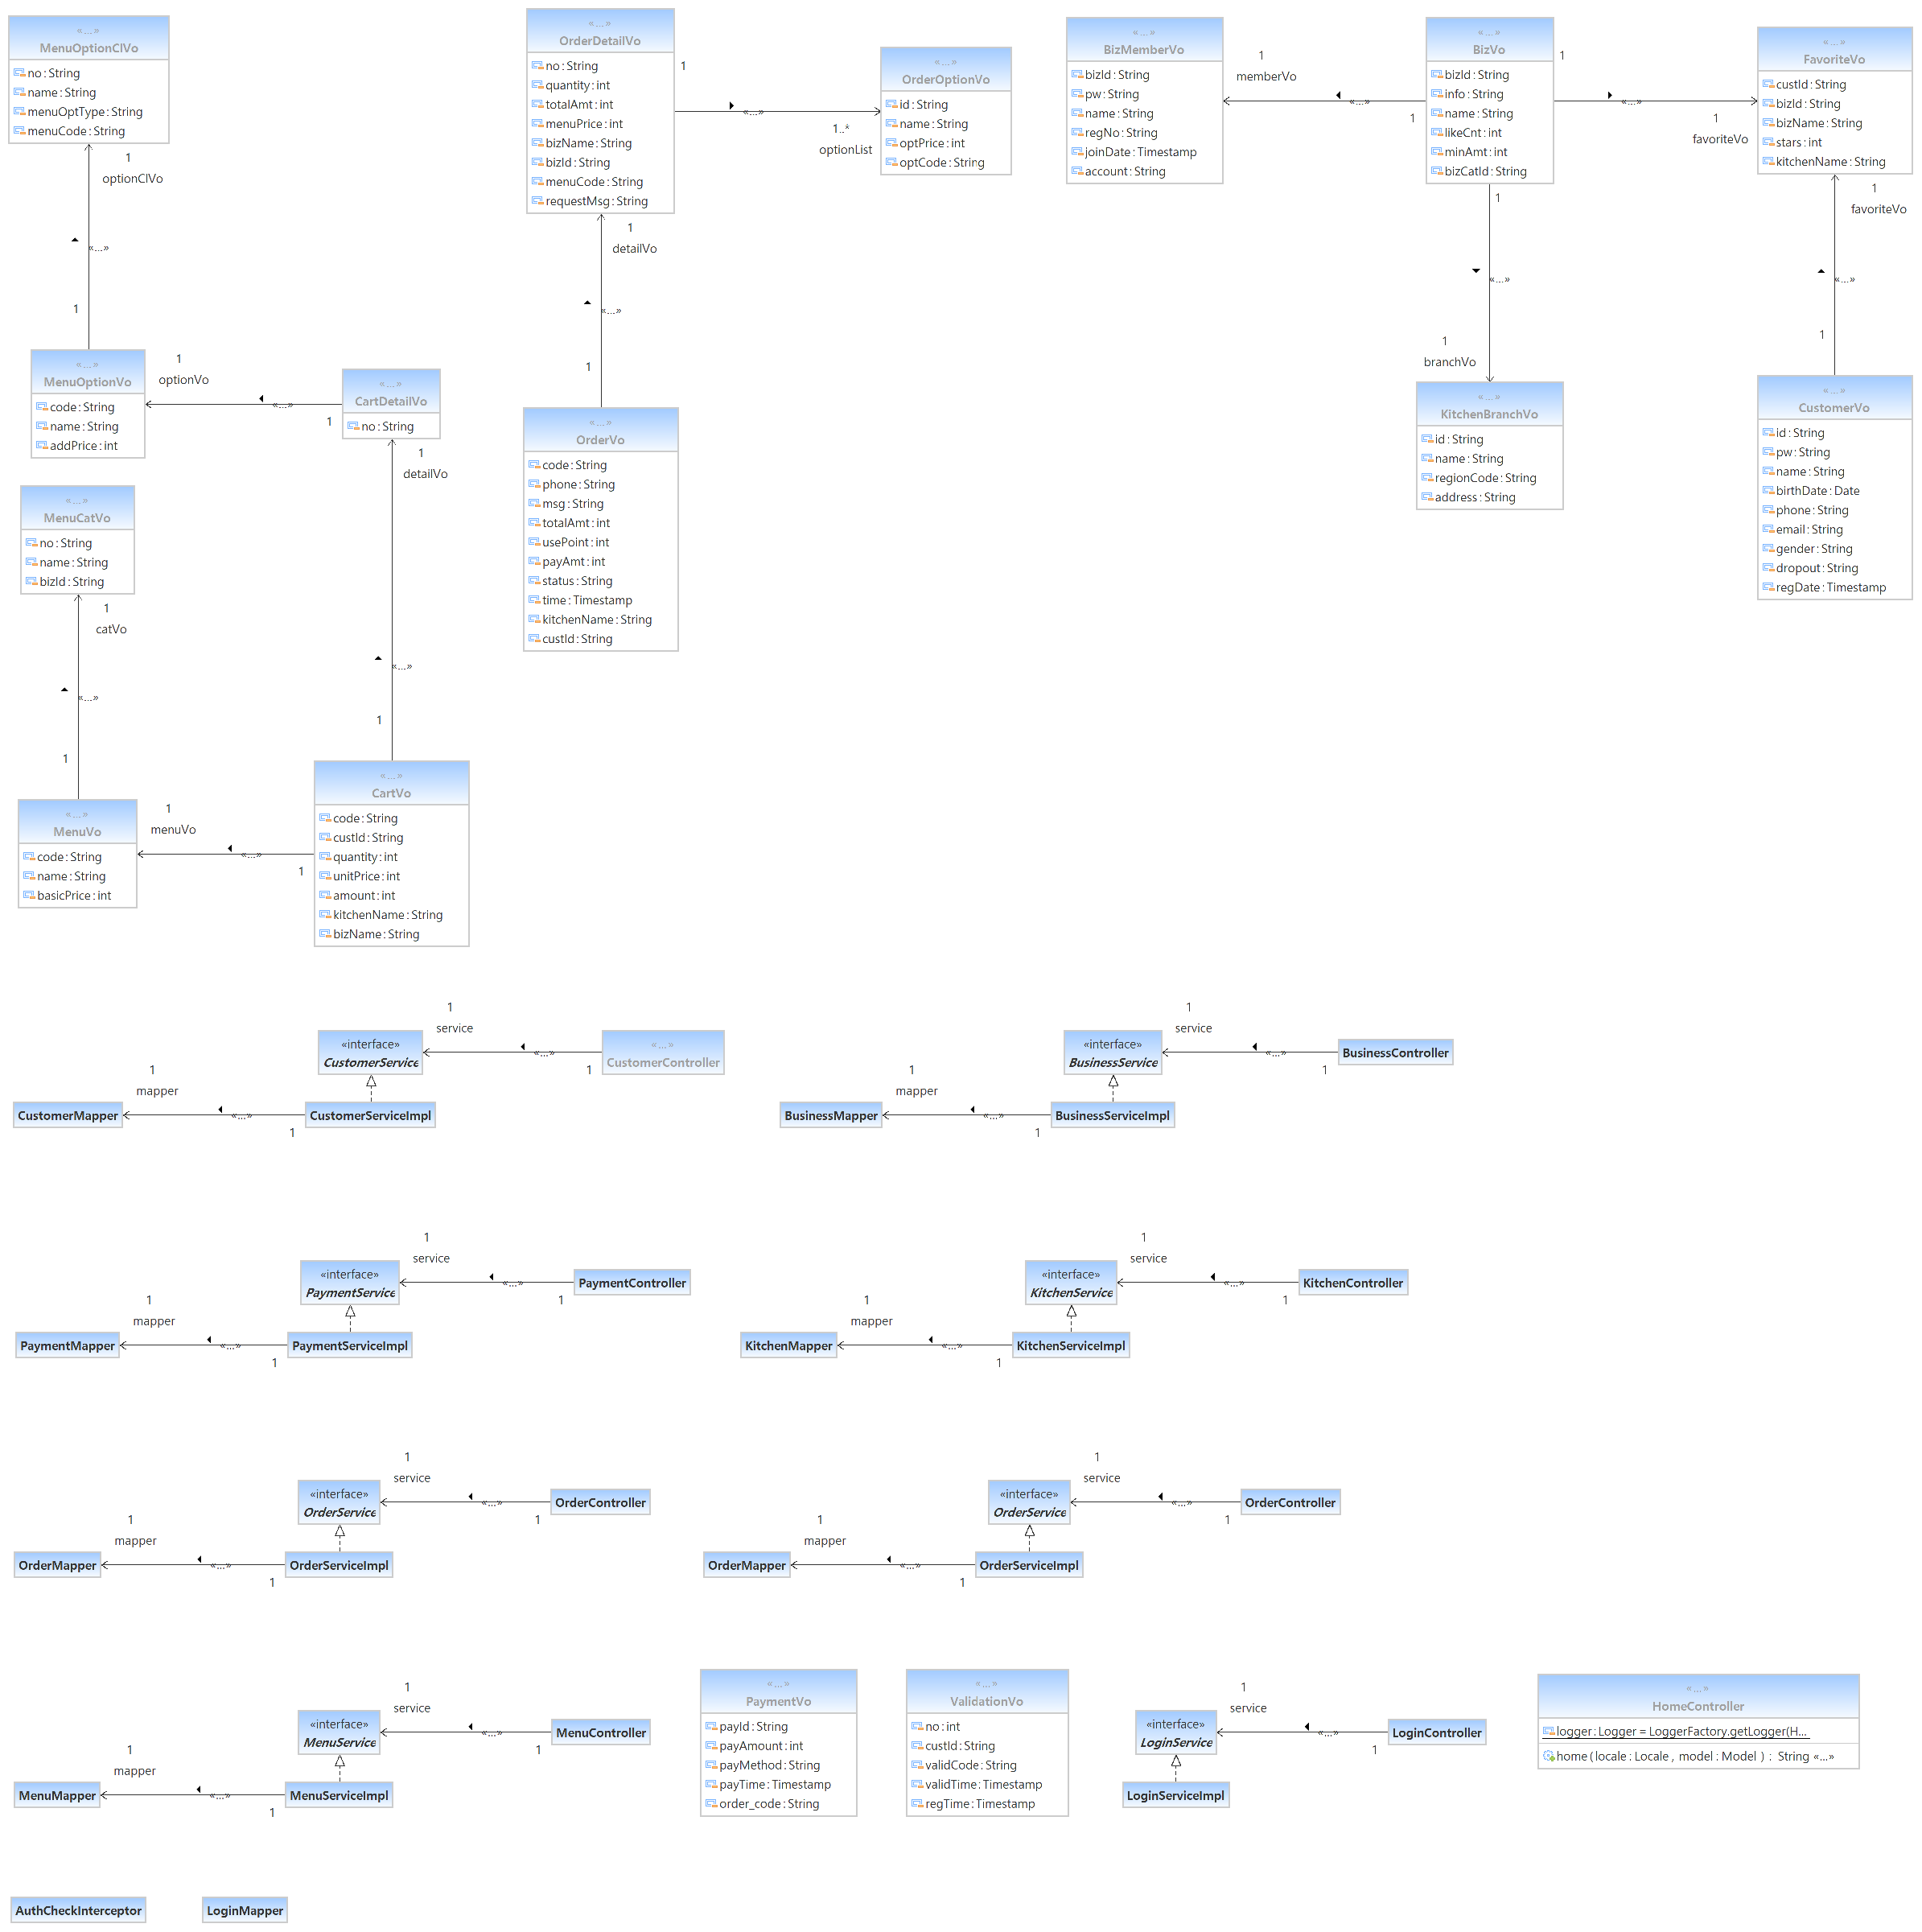 «...»
MenuOptionClVo
no : String
name : String
menuOptType : String
menuCode : String
1
optionClVo
«...»
1
«...»
MenuOptionVo
code : String
name : String
addPrice : int
1
optionVo
«...»
1
«...»
CartDetailVo
no : String
1
detailVo
«...»
1
«...»
MenuCatVo
no : String
name : String
bizId : String
1
catVo
«...»
1
«...»
MenuVo
code : String
name : String
basicPrice : int
1
menuVo
«...»
1
«...»
CartVo
code : String
custId : String
quantity : int
unitPrice : int
amount : int
kitchenName : String
bizName : String
«...»
OrderDetailVo
no : String
quantity : int
totalAmt : int
menuPrice : int
bizName : String
bizId : String
menuCode : String
requestMsg : String
1
«...»
1..*
optionList
«...»
OrderOptionVo
id : String
name : String
optPrice : int
optCode : String
1
detailVo
«...»
1
«...»
OrderVo
code : String
phone : String
msg : String
totalAmt : int
usePoint : int
payAmt : int
status : String
time : Timestamp
kitchenName : String
custId : String
«...»
BizMemberVo
bizId : String
pw : String
name : String
regNo : String
joinDate : Timestamp
account : String
1
memberVo
«...»
1
«...»
BizVo
bizId : String
info : String
name : String
likeCnt : int
minAmt : int
bizCatId : String
1
«...»
1
favoriteVo
«...»
FavoriteVo
custId : String
bizId : String
bizName : String
stars : int
kitchenName : String
1
«...»
1
branchVo
«...»
KitchenBranchVo
id : String
name : String
regionCode : String
address : String
1
favoriteVo
«...»
1
«...»
CustomerVo
id : String
pw : String
name : String
birthDate : Date
phone : String
email : String
gender : String
dropout : String
regDate : Timestamp
«interface»
CustomerService
1
service
«...»
1
«...»
CustomerController
CustomerMapper
1
mapper
«...»
1
CustomerServiceImpl
«interface»
BusinessService
1
service
«...»
1
BusinessController
BusinessMapper
1
mapper
«...»
1
BusinessServiceImpl
«interface»
PaymentService
1
service
«...»
1
PaymentController
PaymentMapper
1
mapper
«...»
1
PaymentServiceImpl
«interface»
KitchenService
1
service
«...»
1
KitchenController
KitchenMapper
1
mapper
«...»
1
KitchenServiceImpl
«interface»
OrderService
1
service
«...»
1
OrderController
OrderMapper
1
mapper
«...»
1
OrderServiceImpl
«interface»
OrderService
1
service
«...»
1
OrderController
OrderMapper
1
mapper
«...»
1
OrderServiceImpl
«interface»
MenuService
1
service
«...»
1
MenuController
MenuMapper
1
mapper
«...»
1
MenuServiceImpl
«...»
PaymentVo
payId : String
payAmount : int
payMethod : String
payTime : Timestamp
order_code : String
«...»
ValidationVo
no : int
custId : String
validCode : String
validTime : Timestamp
regTime : Timestamp
«interface»
LoginService
1
service
«...»
1
LoginController
LoginServiceImpl
«...»
HomeController
logger : Logger = LoggerFactory.getLogger(H...
home ( locale : Locale , model : Model ) : String «...»
AuthCheckInterceptor
LoginMapper